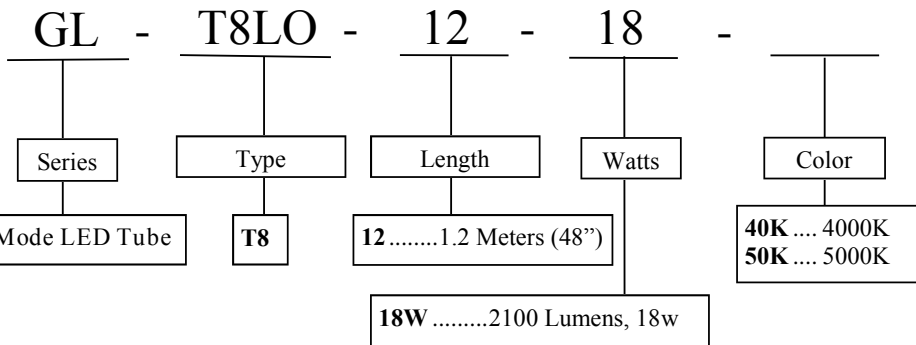 GL - T8LO - 12 - 18 -
Series Type Length Watts Color
Mode LED Tube
T8
12........1.2 Meters (48”)
40K .... 4000K
50K .... 5000K
18W .........2100 Lumens, 18w